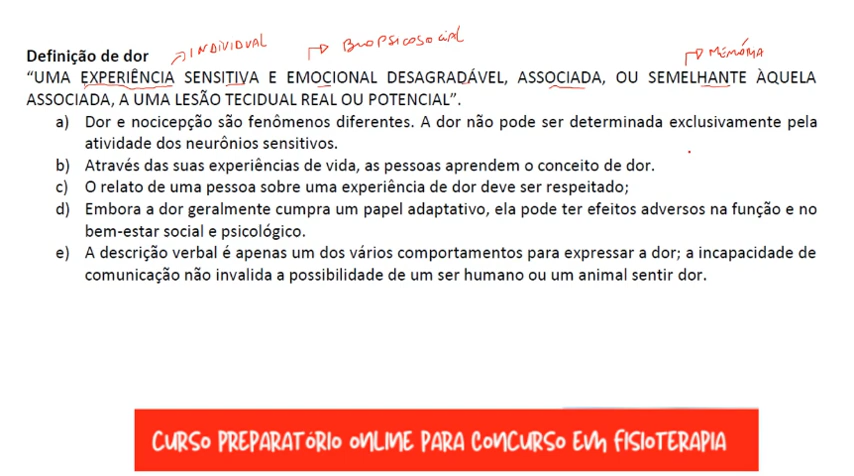 INDIVIDUAL
BIOPSICOSOCIAL
MEMÓRIA
Definição de dor
“UMA EXPERIÊNCIA SENSITIVA E EMOCIONAL DESAGRADÁVEL, ASSOCIADA, OU SEMELHANTE ÀQUELA
ASSOCIADA, A UMA LESÃO TECIDUAL REAL OU POTENCIAL”.
a) Dor e nocicepção são fenômenos diferentes. A dor não pode ser determinada exclusivamente pela
atividade dos neurônios sensitivos.
b) Através das suas experiências de vida, as pessoas aprendem o conceito de dor.
c) O relato de uma pessoa sobre uma experiência de dor deve ser respeitado;
d) Embora a dor geralmente cumpra um papel adaptativo, ela pode ter efeitos adversos na função e no
bem-estar social e psicológico.
e) A descrição verbal é apenas um dos vários comportamentos para expressar a dor; a incapacidade de
comunicação não invalida a possibilidade de um ser humano ou um animal sentir dor.
CURSO PREPARATÓRIO ONLINE PARA CONCURSO EM FISIOTERAPIA